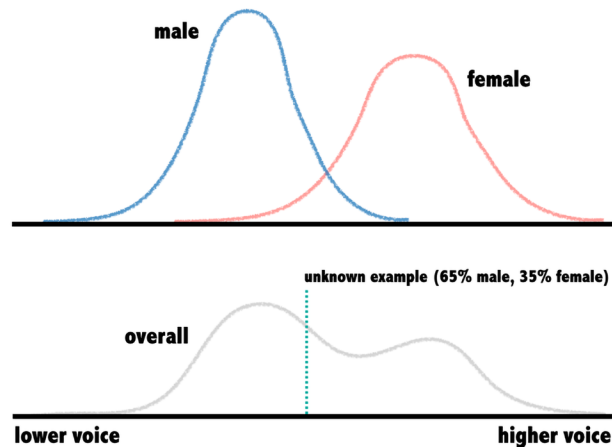 male
female
unknown example (65% male, 35% female)
overall
lower voice
higher voice